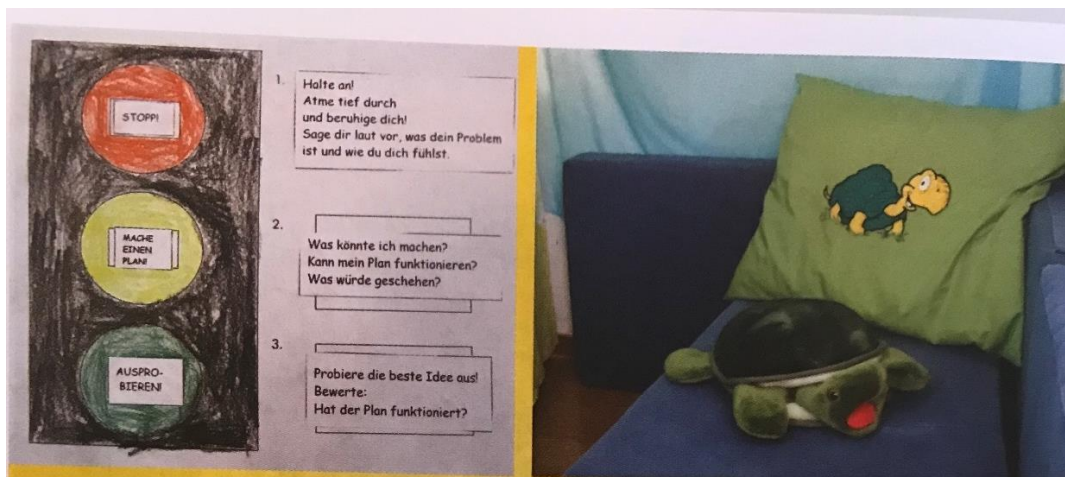 STOPP!
1.
Halte an!
Atme tief durch
und beruhige dich!
Sage dir laut vor, was dein Problem
ist und wie du dich fühlst.
MACHE
EINEN
PLAN!
2.
Was könnte ich machen?
Kann mein Plan funktionieren?
Was würde geschehen?
AUSPRO-
BIEREN!
3.
Probiere die beste Idee aus!
Bewerte:
Hat der Plan funktioniert?